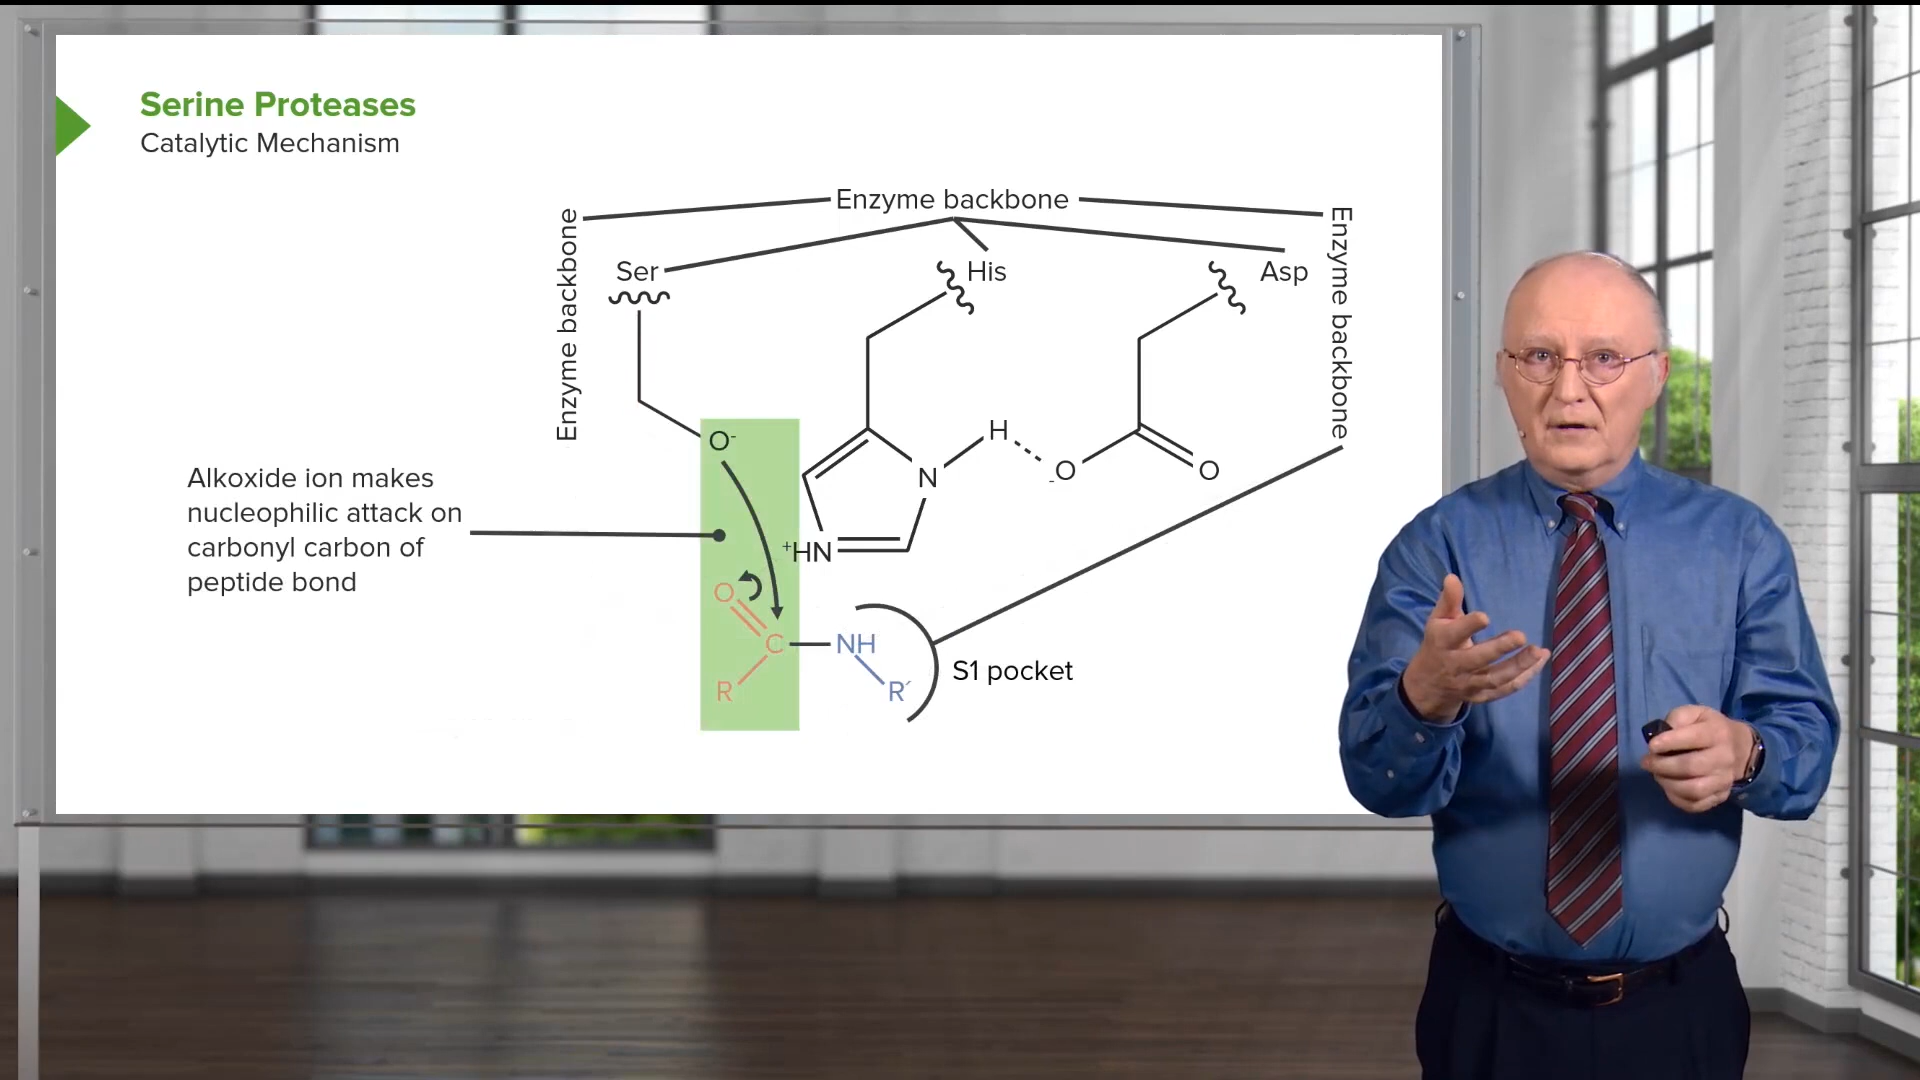 Serine Proteases
Catalytic Mechanism
Enzyme backbone
Enzyme backbone
Enzyme backbone
Ser
His
Asp
O-
H
-O
O
N
+HN
Alkoxide ion makes
nucleophilic attack on
carbonyl carbon of
peptide bond
O
C
NH
R
R´
S1 pocket